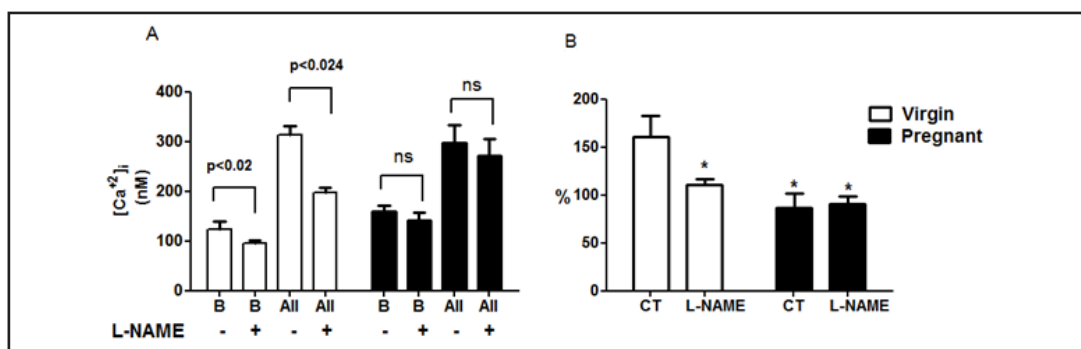 A
B
p<0.024
ns
p<0.02
ns
[Ca⁺²]ᵢ
(nM)
400
300
200
100
0
B B AII AII B B AII AII
L-NAME - + - + - + - +
%
200
150
100
50
0
* * *
CT L-NAME CT L-NAME
Virgin
Pregnant